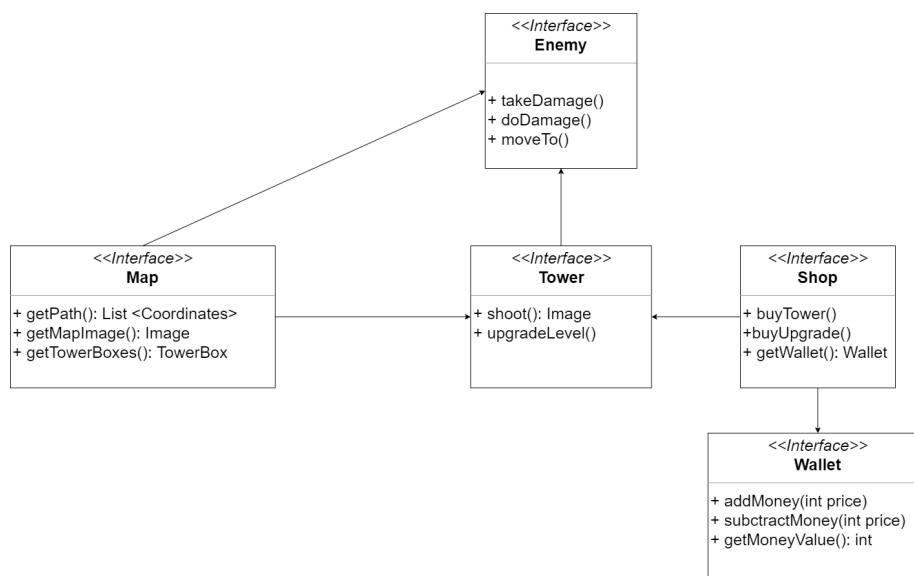 <<Interface>>
Enemy
+ takeDamage()
+ doDamage()
+ moveTo()
<<Interface>>
Map
+ getPath(): List <Coordinates>
+ getMapImage(): Image
+ getTowerBoxes(): TowerBox
<<Interface>>
Tower
+ shoot(): Image
+ upgradeLevel()
<<Interface>>
Shop
+ buyTower()
+buyUpgrade()
+ getWallet(): Wallet
<<Interface>>
Wallet
+ addMoney(int price)
+ subctractMoney(int price)
+ getMoneyValue(): int